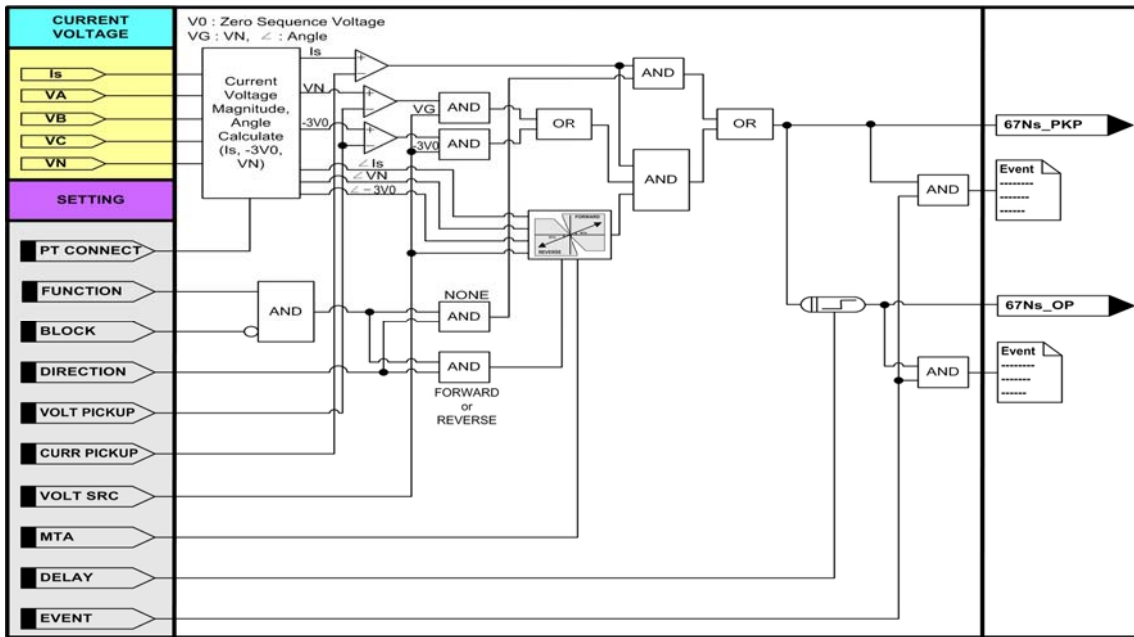 CURRENT
VOLTAGE
Is
VA
VB
VC
VN
SETTING
PT CONNECT
FUNCTION
BLOCK
DIRECTION
VOLT PICKUP
CURR PICKUP
VOLT SRC
MTA
DELAY
EVENT
V0 : Zero Sequence Voltage
VG : VN, ∠ : Angle
Current
Voltage
Magnitude,
Angle
Calculate
(Is, -3V0,
VN)
Is
VN
-3V0
∠ Is
∠ VN
∠ -3V0
+
-
+
-
+
-
VG
-3V0
AND
AND
OR
AND
AND
OR
FORWARD
REVERSE
AND
NONE
AND
AND
FORWARD
or
REVERSE
AND
AND
67Ns_PKP
Event
--------
-------
------
67Ns_OP
Event
--------
-------
------